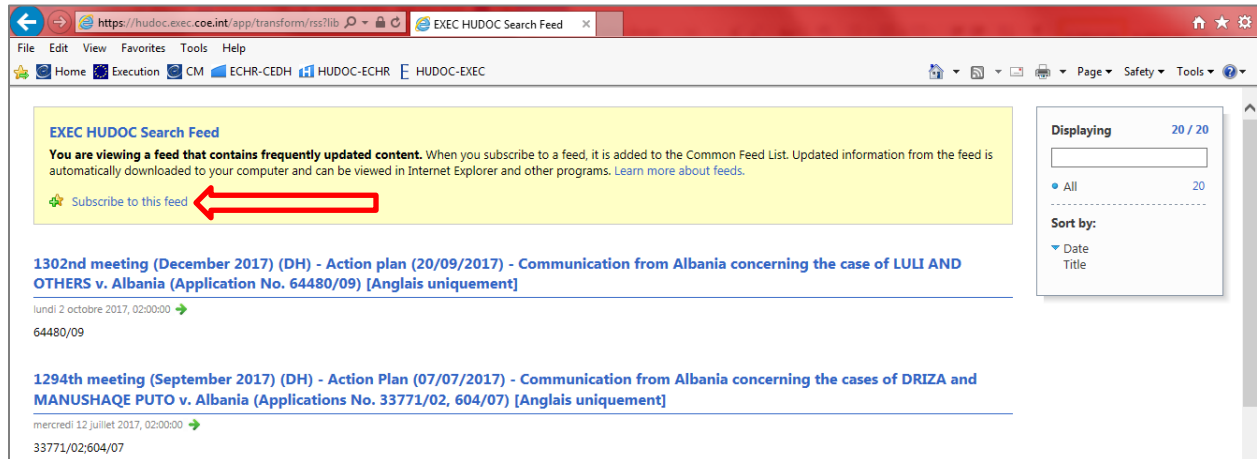 https://hudoc.exec.coe.int/app/transform/rss?lib
EXEC HUDOC Search Feed
File Edit View Favorites Tools Help
Home Execution CM ECHR-CEDH HUDOC-ECHR HUDOC-EXEC
Page Safety Tools
EXEC HUDOC Search Feed
You are viewing a feed that contains frequently updated content. When you subscribe to a feed, it is added to the Common Feed List. Updated information from the feed is
automatically downloaded to your computer and can be viewed in Internet Explorer and other programs. Learn more about feeds.
Subscribe to this feed
Displaying 20 / 20
All 20
Sort by:
Date
Title
1302nd meeting (December 2017) (DH) - Action plan (20/09/2017) - Communication from Albania concerning the case of LULI AND
OTHERS v. Albania (Application No. 64480/09) [Anglais uniquement]
lundi 2 octobre 2017, 02:00:00
64480/09
1294th meeting (September 2017) (DH) - Action Plan (07/07/2017) - Communication from Albania concerning the cases of DRIZA and
MANUSHAQE PUTO v. Albania (Applications No. 33771/02, 604/07) [Anglais uniquement]
mercredi 12 juillet 2017, 02:00:00
33771/02;604/07